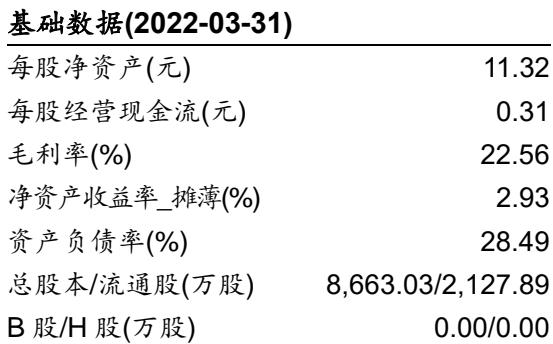 基础数据(2022-03-31)
每股净资产(元) 11.32
每股经营现金流(元) 0.31
毛利率(%) 22.56
净资产收益率_摊薄(%) 2.93
资产负债率(%) 28.49
总股本/流通股(万股) 8,663.03/2,127.89
B 股/H 股(万股) 0.00/0.00